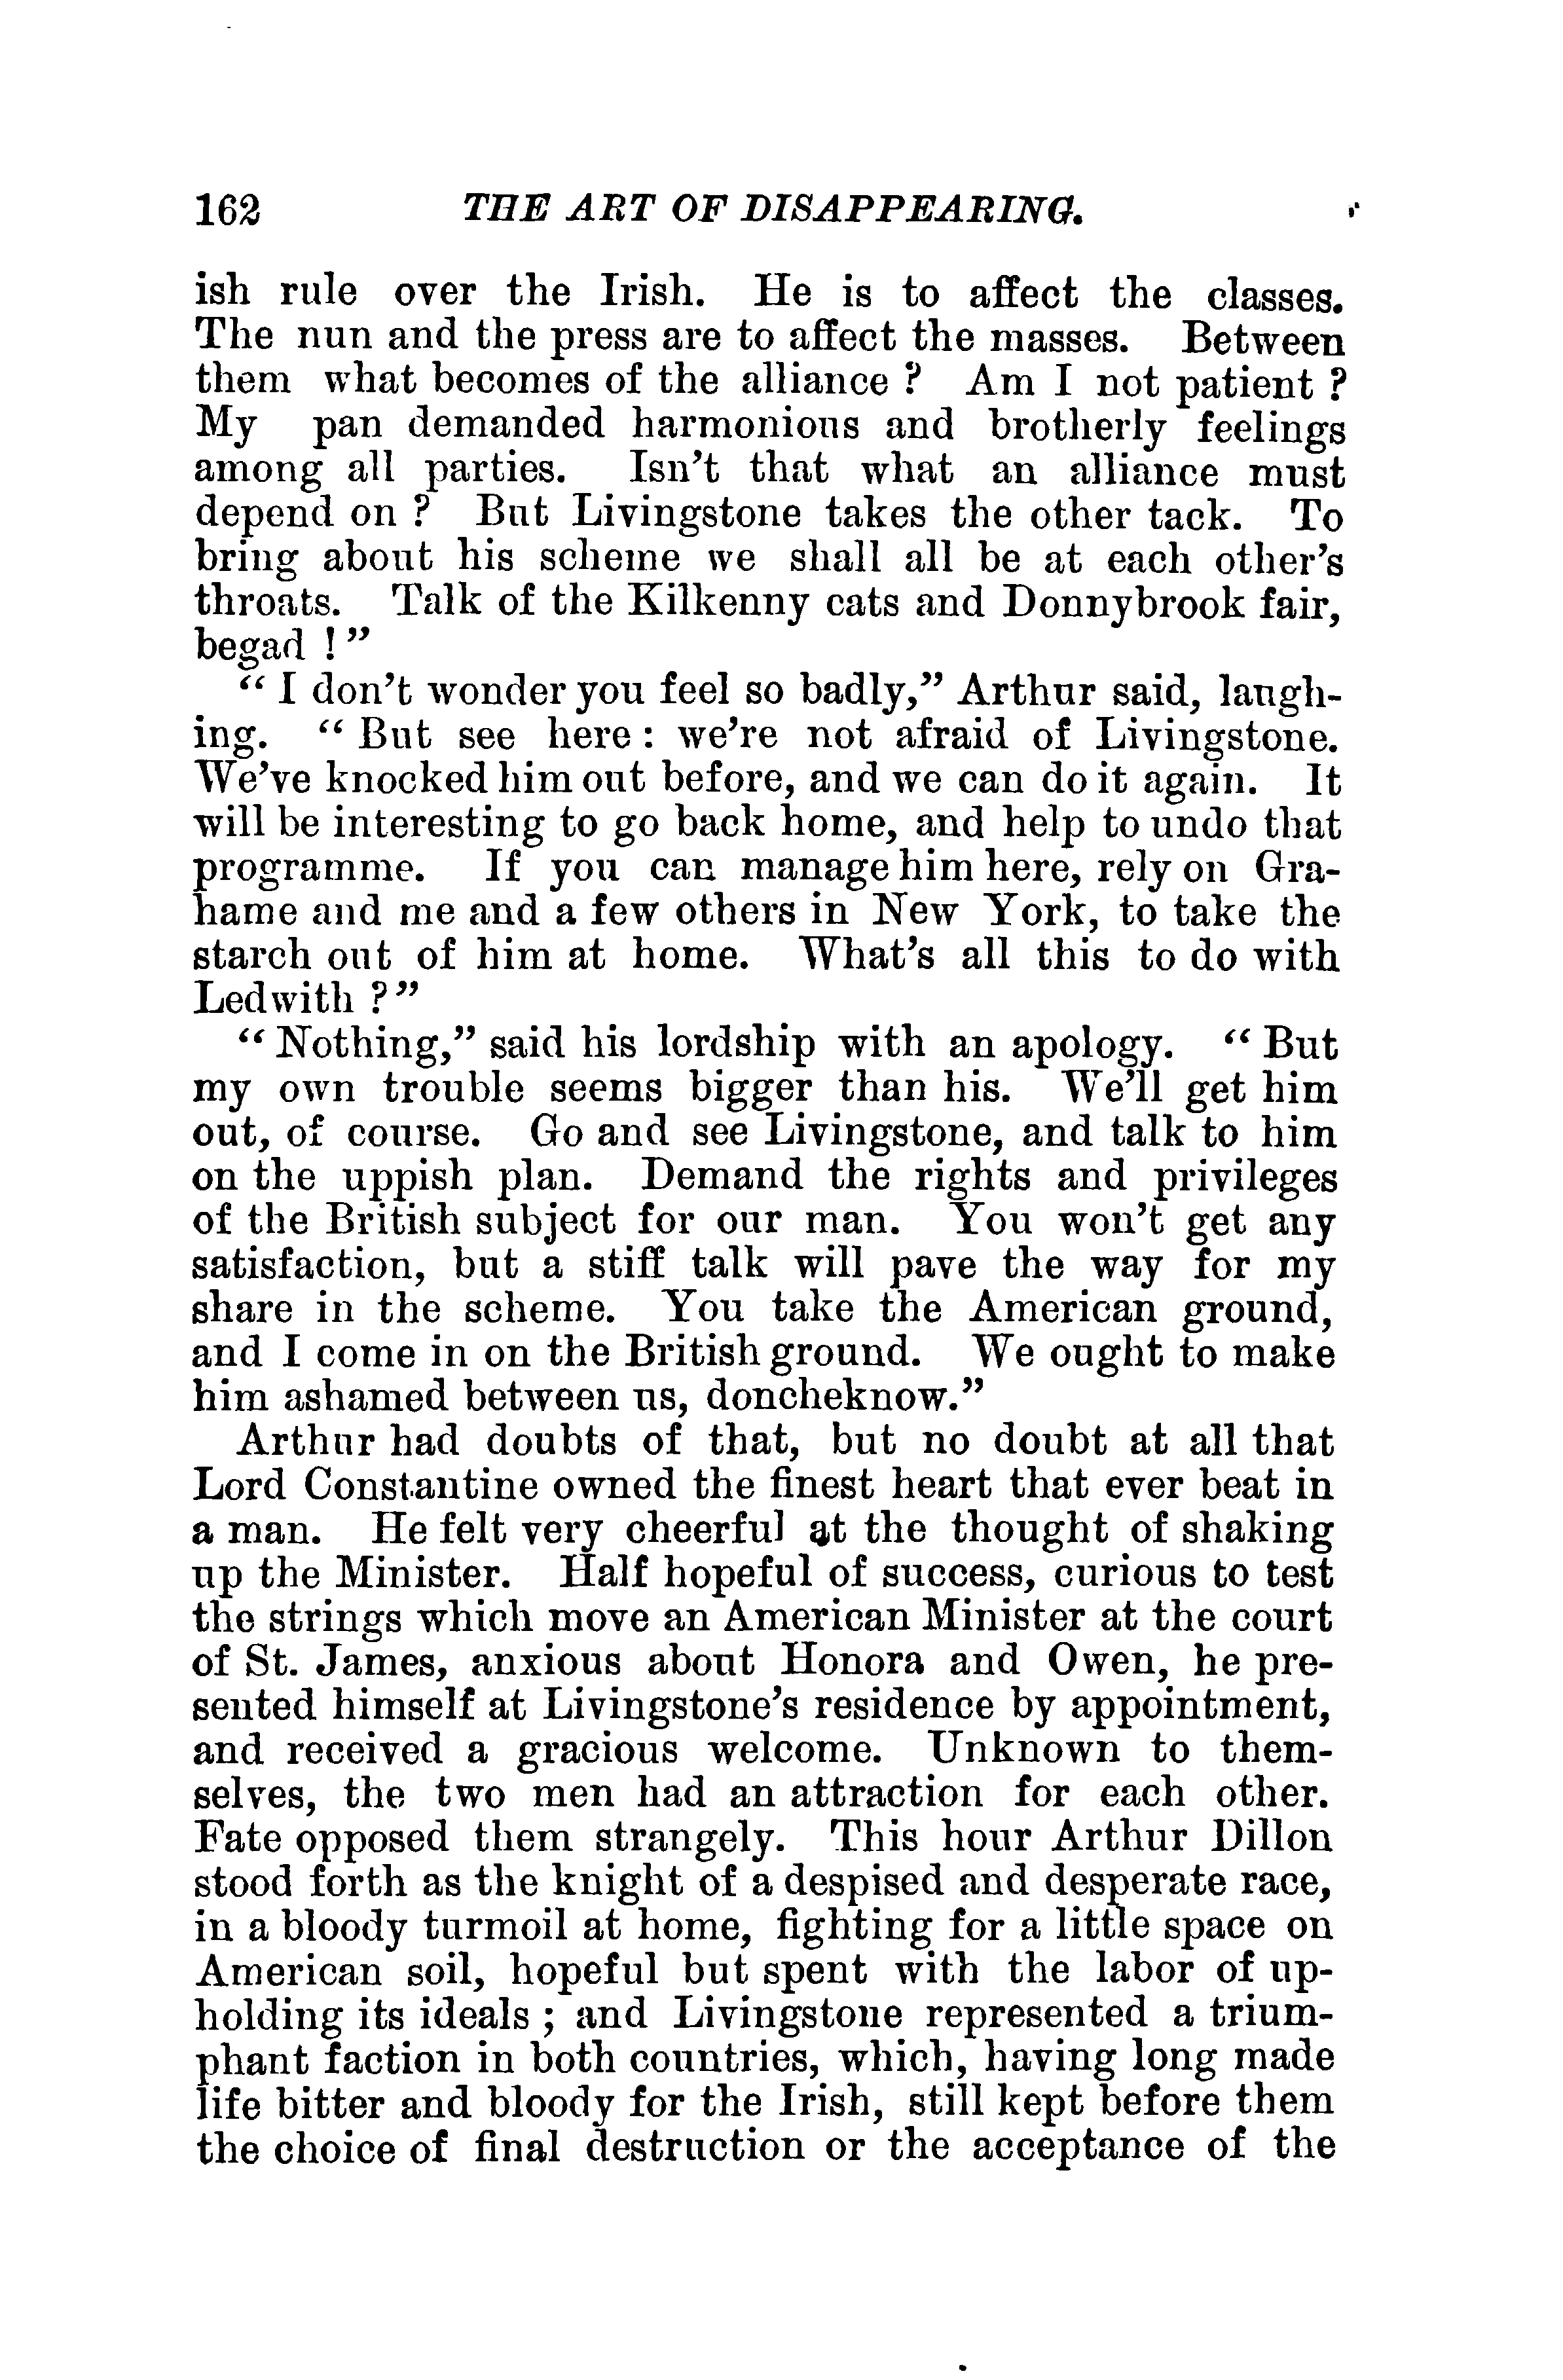 162 THE ART OF DISAPPEARING.
ish rule over the Irish. He is to affect the classes.
The nun and the press are to affect the masses. Between
them what becomes of the alliance ? Am I not patient ?
My pan demanded harmonious and brotherly feelings
among all parties. Isn't that what an alliance must
depend on ? But Livingstone takes the other tack. To
bring about his scheme we shall all be at each other's
throats. Talk of the Kilkenny cats and Donnybrook fair,
begad ! ”
“ I don't wonder you feel so badly,” Arthur said, laugh-
ing. “ But see here : we're not afraid of Livingstone.
We've knocked him out before, and we can do it again. It
will be interesting to go back home, and help to undo that
programme. If you can manage him here, rely on Gra-
hame and me and a few others in New York, to take the
starch out of him at home. What's all this to do with
Ledwith ? ”
“ Nothing,” said his lordship with an apology. “ But
my own trouble seems bigger than his. We'll get him
out, of course. Go and see Livingstone, and talk to him
on the uppish plan. Demand the rights and privileges
of the British subject for our man. You won't get any
satisfaction, but a stiff talk will pave the way for my
share in the scheme. You take the American ground,
and I come in on the British ground. We ought to make
him ashamed between us, doncheknow.”
Arthur had doubts of that, but no doubt at all that
Lord Constantine owned the finest heart that ever beat in
a man. He felt very cheerful at the thought of shaking
up the Minister. Half hopeful of success, curious to test
the strings which move an American Minister at the court
of St. James, anxious about Honora and Owen, he pre-
sented himself at Livingstone's residence by appointment,
and received a gracious welcome. Unknown to them-
selves, the two men had an attraction for each other.
Fate opposed them strangely. This hour Arthur Dillon
stood forth as the knight of a despised and desperate race,
in a bloody turmoil at home, fighting for a little space on
American soil, hopeful but spent with the labor of up-
holding its ideals ; and Livingstone represented a trium-
phant faction in both countries, which, having long made
life bitter and bloody for the Irish, still kept before them
the choice of final destruction or the acceptance of the